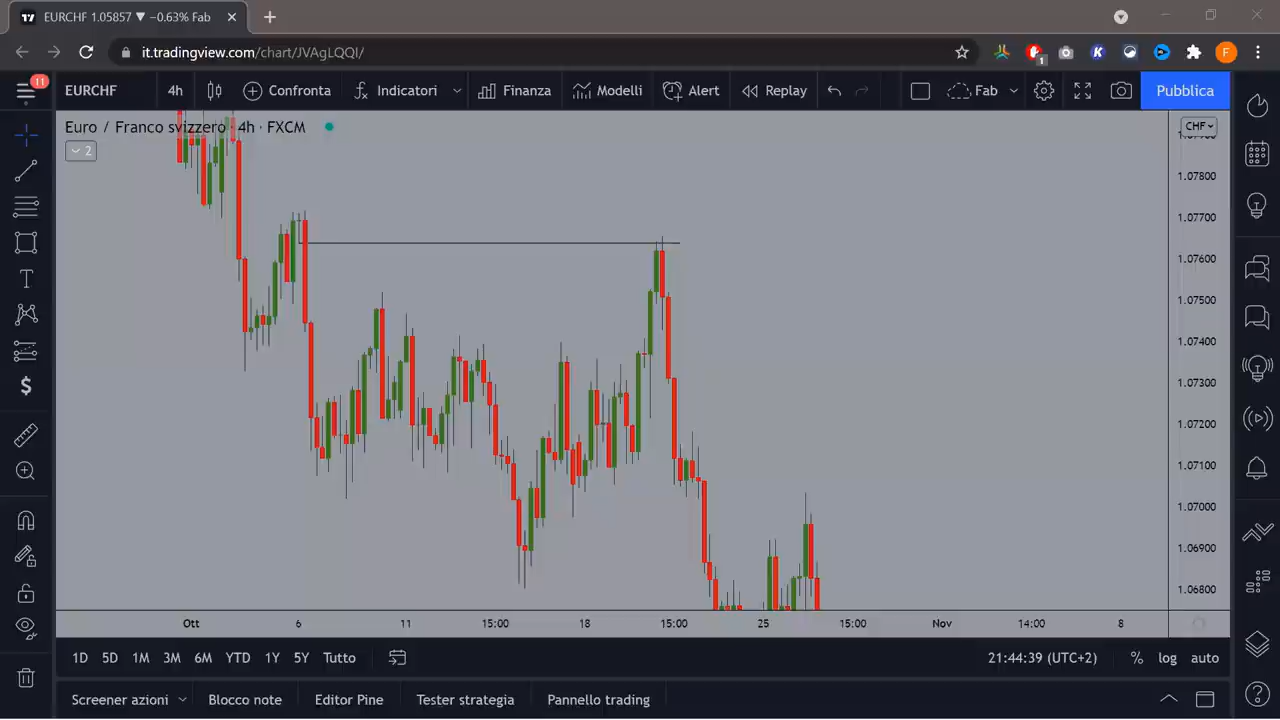 EURCHF 1.05857 ▼ −0.63% Fab
it.tradingview.com/chart/JVAgLQQI/
1
F
11
EURCHF 4h Confronta Indicatori Finanza Modelli Alert Replay Fab Pubblica
Euro / Franco svizzero · 4h · FXCM
CHF
2
1.07800
1.07700
1.07600
1.07500
1.07400
1.07300
1.07200
1.07100
1.07000
1.06900
1.06800
Ott 6 11 15:00 18 15:00 25 15:00 Nov 14:00 8
1D 5D 1M 3M 6M YTD 1Y 5Y Tutto 21:44:39 (UTC+2) % log auto
Screener azioni Blocco note Editor Pine Tester strategia Pannello trading